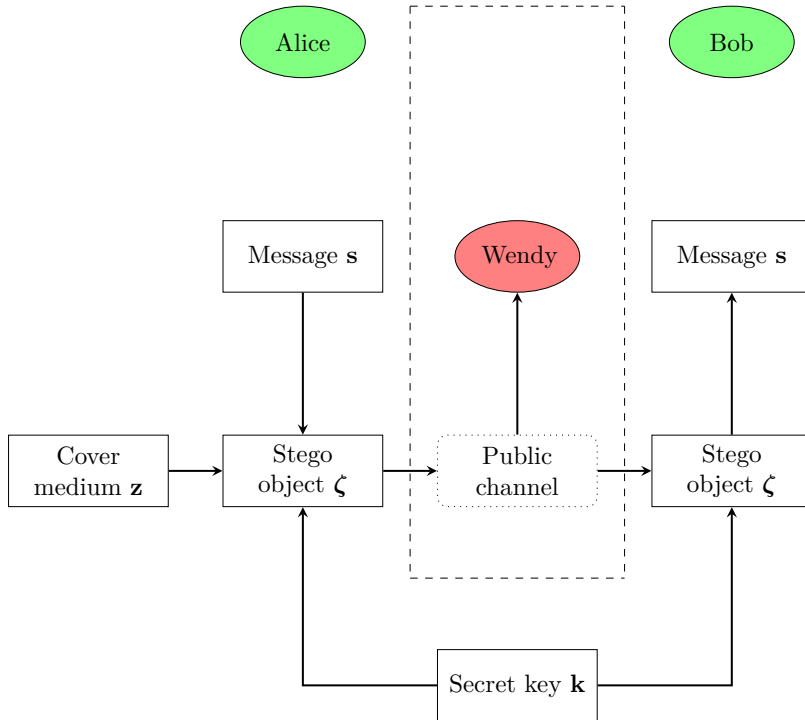 Alice
Bob
Message s
Wendy
Message s
Cover
medium z
Stego
object ζ
Public
channel
Stego
object ζ
Secret key k